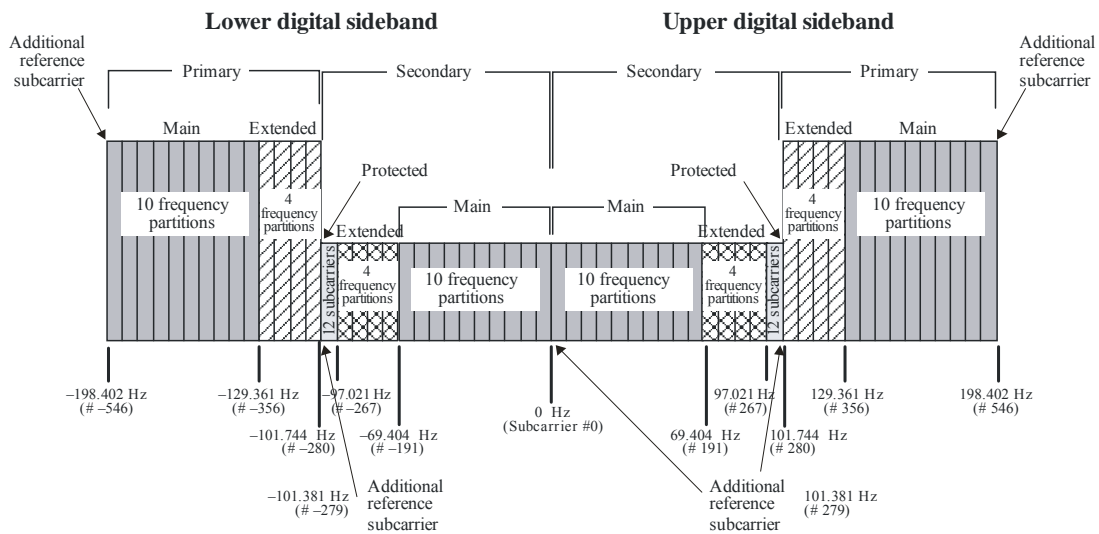 Lower digital sideband
Upper digital sideband
Additional
reference
subcarrier
Primary
Secondary
Secondary
Primary
Additional
reference
subcarrier
Main
Extended
Extended
Main
Protected
Protected
10 frequency
partitions
4
frequency
partitions
Main
Main
4
frequency
partitions
10 frequency
partitions
Extended
Extended
12 subcarriers
4
frequency
partitions
10 frequency
partitions
10 frequency
partitions
4
frequency
partitions
12 subcarriers
–198.402 Hz
(# –546)
–129.361 Hz
(# –356)
–97.021 Hz
(# –267)
0 Hz
(Subcarrier #0)
97.021 Hz
(# 267)
129.361 Hz
(# 356)
198.402 Hz
(# 546)
–101.744 Hz
(# –280)
–69.404 Hz
(# –191)
69.404 Hz
(# 191)
101.744 Hz
(# 280)
–101.381 Hz
(# –279)
Additional
reference
subcarrier
Additional
reference
subcarrier
101.381 Hz
(# 279)